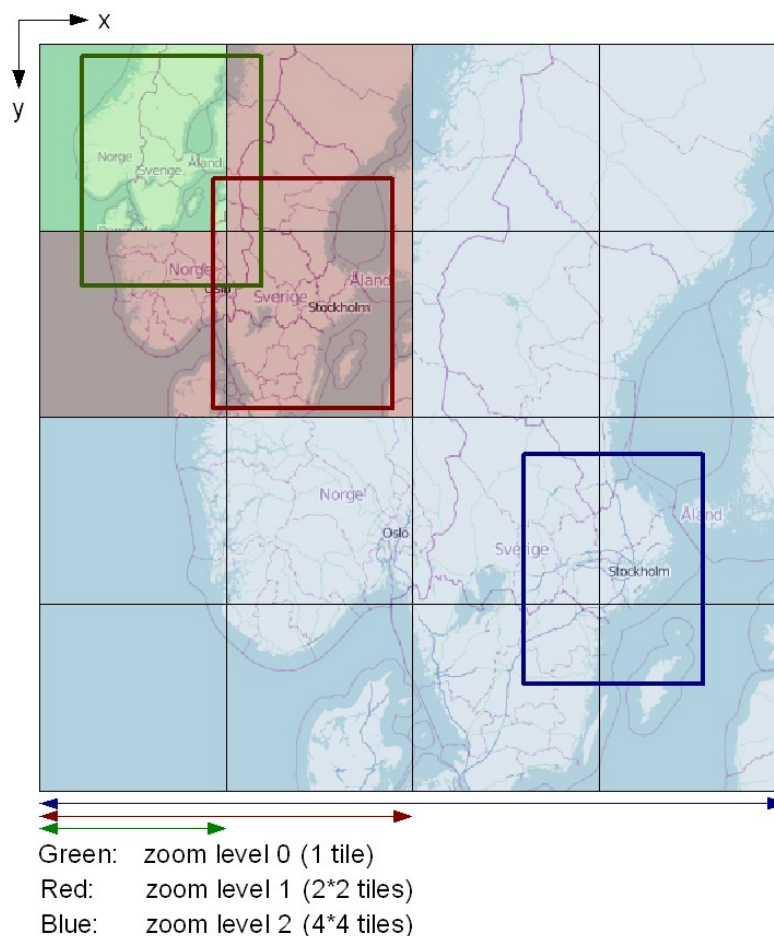 x
y
Norge
Sverige
Åland
Norge
Oslo
Sverige
Stockholm
Åland
Norge
Oslo
Sverige
Åland
Stockholm
Green: zoom level 0 (1 tile)
Red: zoom level 1 (2*2 tiles)
Blue: zoom level 2 (4*4 tiles)